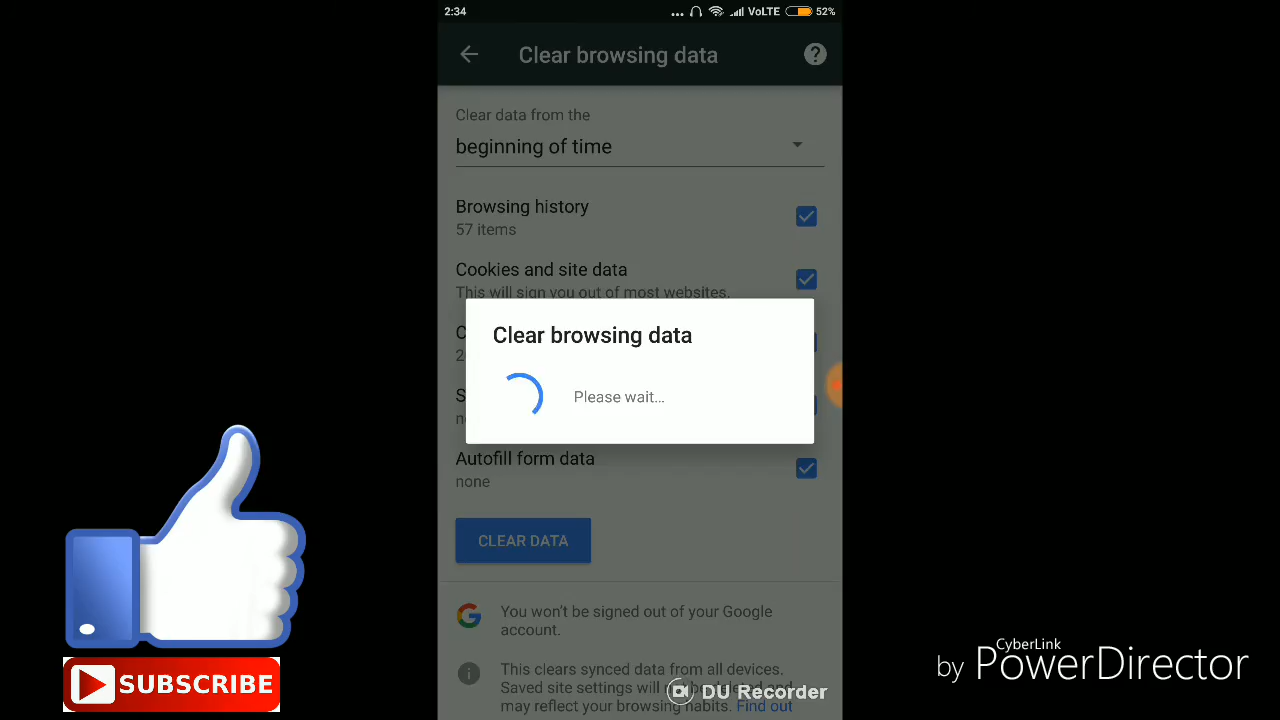 2:34
... VoLTE 52%
Clear browsing data
?
Clear data from the
beginning of time
Browsing history
57 items
Cookies and site data
This will sign you out of most websites.
C
2
S
n
Clear browsing data
Please wait...
Autofill form data
none
CLEAR DATA
You won't be signed out of your Google
account.
This clears synced data from all devices.
Saved site settings will
may reflect your browsing habits. Find out
DU Recorder
SUBSCRIBE
CyberLink
by PowerDirector